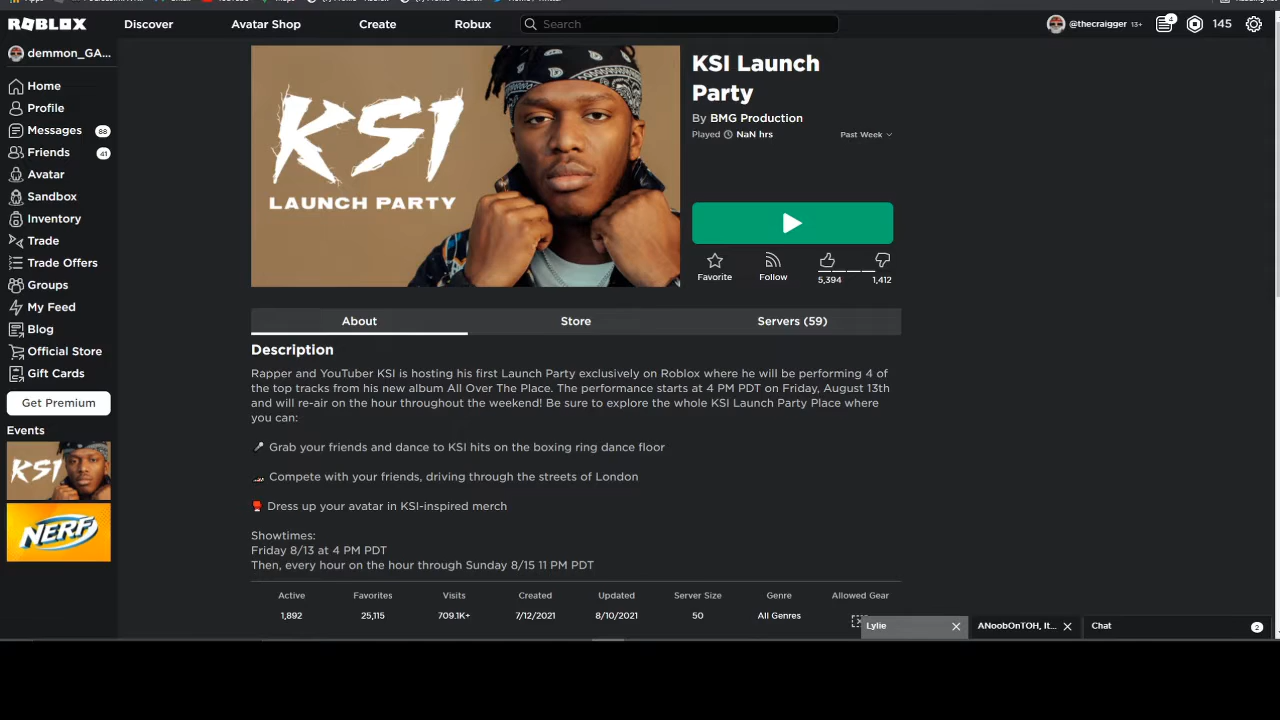 ROBLOX Discover Avatar Shop Create Robux Search @thecraigger 13+ 4 145
demmon_GA...
Home
Profile
Messages 88
Friends 41
Avatar
Sandbox
Inventory
Trade
Trade Offers
Groups
My Feed
Blog
Official Store
Gift Cards
Get Premium
Events
KSI
NERF
KSI
LAUNCH PARTY
KSI Launch
Party
By BMG Production
Played NaN hrs Past Week
Favorite Follow 5,394 1,412
About Store Servers (59)
Description
Rapper and YouTuber KSI is hosting his first Launch Party exclusively on Roblox where he will be performing 4 of
the top tracks from his new album All Over The Place. The performance starts at 4 PM PDT on Friday, August 13th
and will re-air on the hour throughout the weekend! Be sure to explore the whole KSI Launch Party Place where
you can:
Grab your friends and dance to KSI hits on the boxing ring dance floor
Compete with your friends, driving through the streets of London
Dress up your avatar in KSI-inspired merch
Showtimes:
Friday 8/13 at 4 PM PDT
Then, every hour on the hour through Sunday 8/15 11 PM PDT
Active Favorites Visits Created Updated Server Size Genre Allowed Gear
1,892 25,115 709.1K+ 7/12/2021 8/10/2021 50 All Genres
Lylie ANoobOnTOH, It... Chat 2